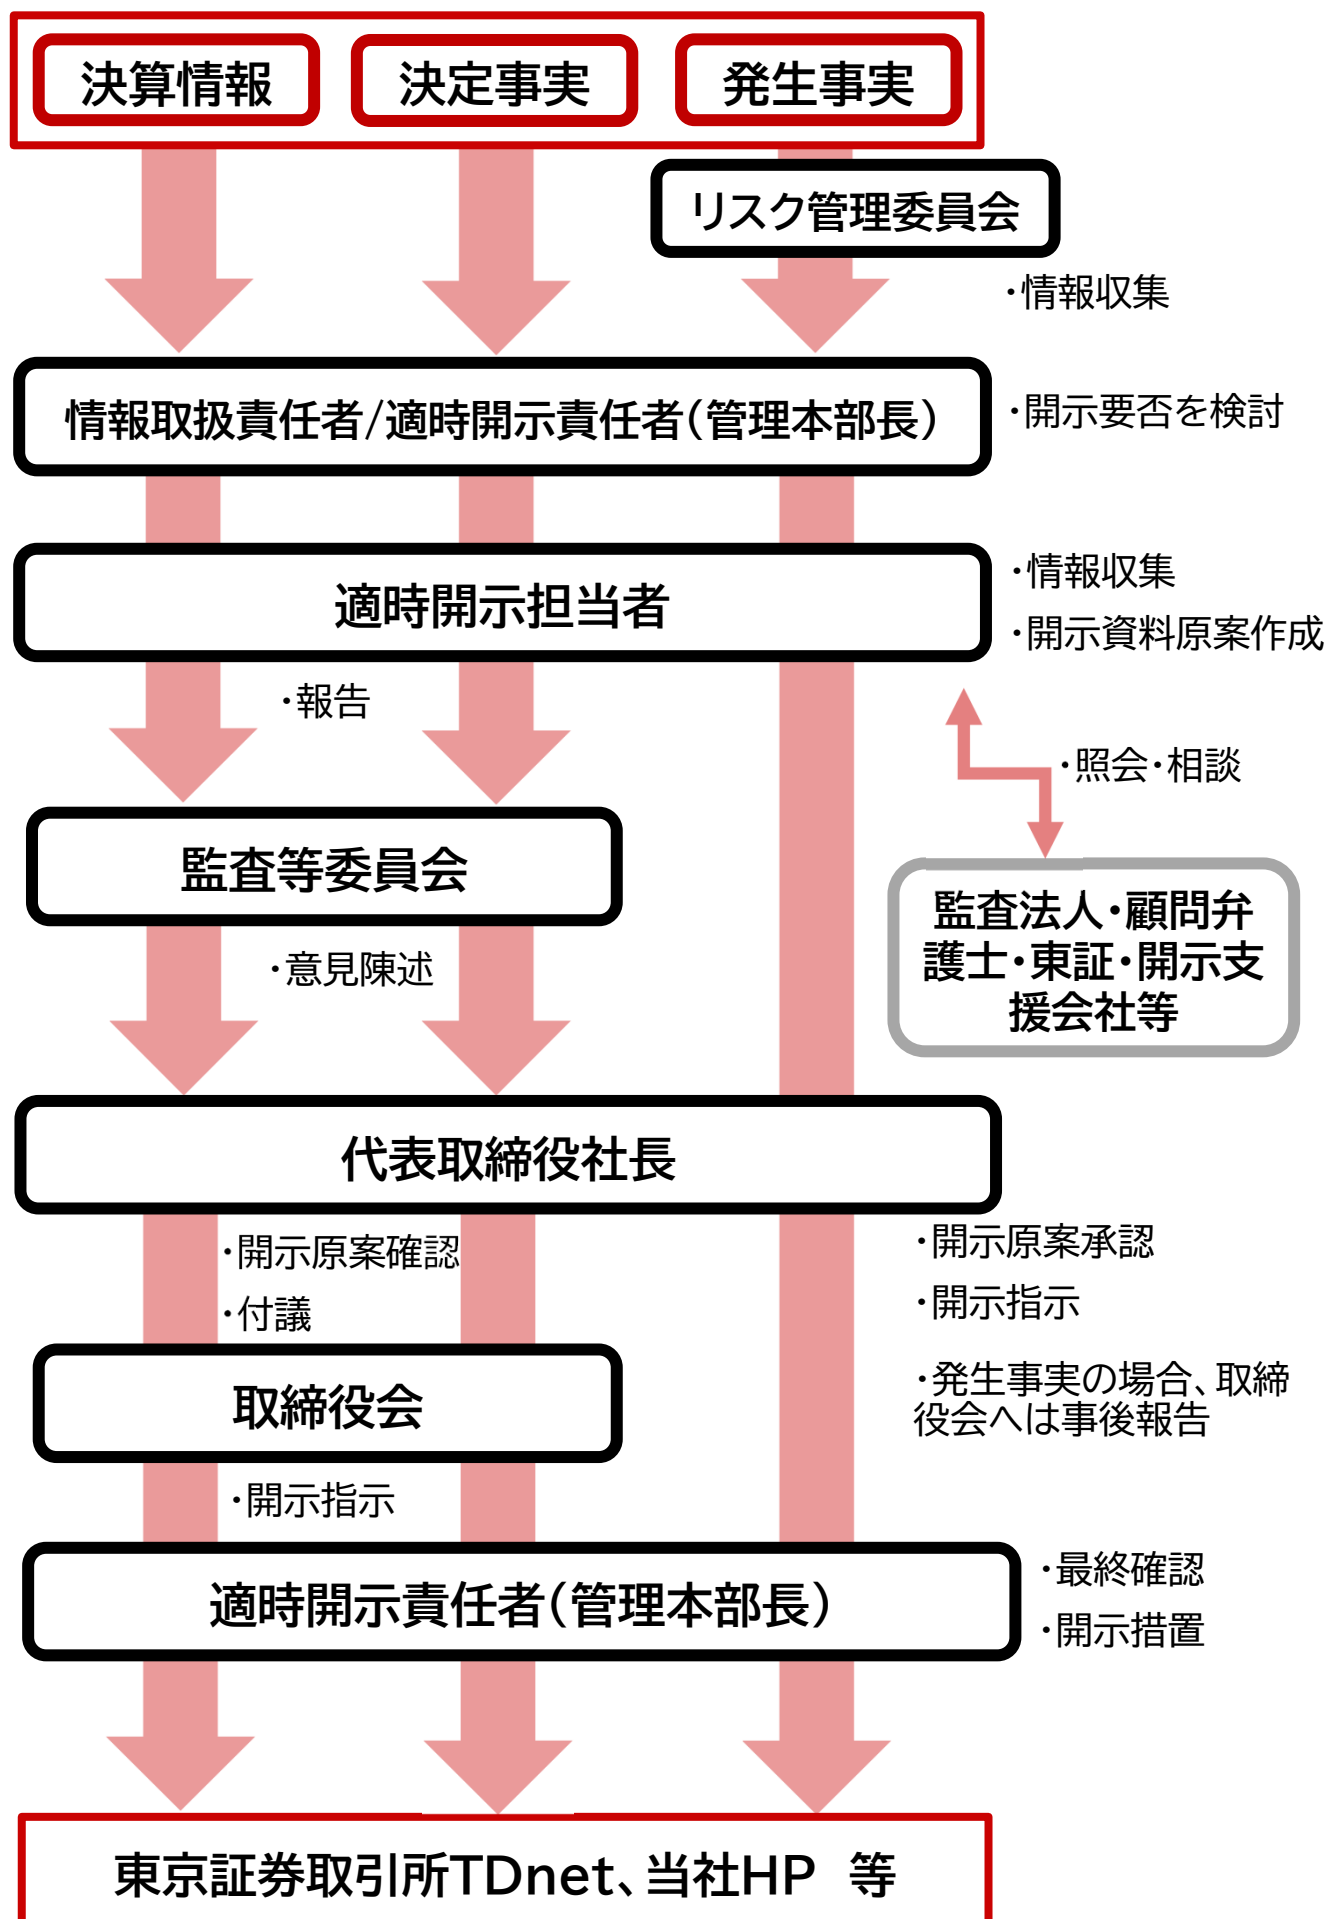 決算情報
決定事実
発生事実
リスク管理委員会
・情報収集
情報取扱責任者/適時開示責任者(管理本部長)
・開示要否を検討
適時開示担当者
・情報収集
・開示資料原案作成
・報告
・照会・相談
監査等委員会
監査法人・顧問弁
護士・東証・開示支
援会社等
・意見陳述
代表取締役社長
・開示原案確認
・付議
・開示原案承認
・開示指示
・発生事実の場合、取締
役会へは事後報告
取締役会
・開示指示
適時開示責任者(管理本部長)
・最終確認
・開示措置
東京証券取引所TDnet、当社HP　等